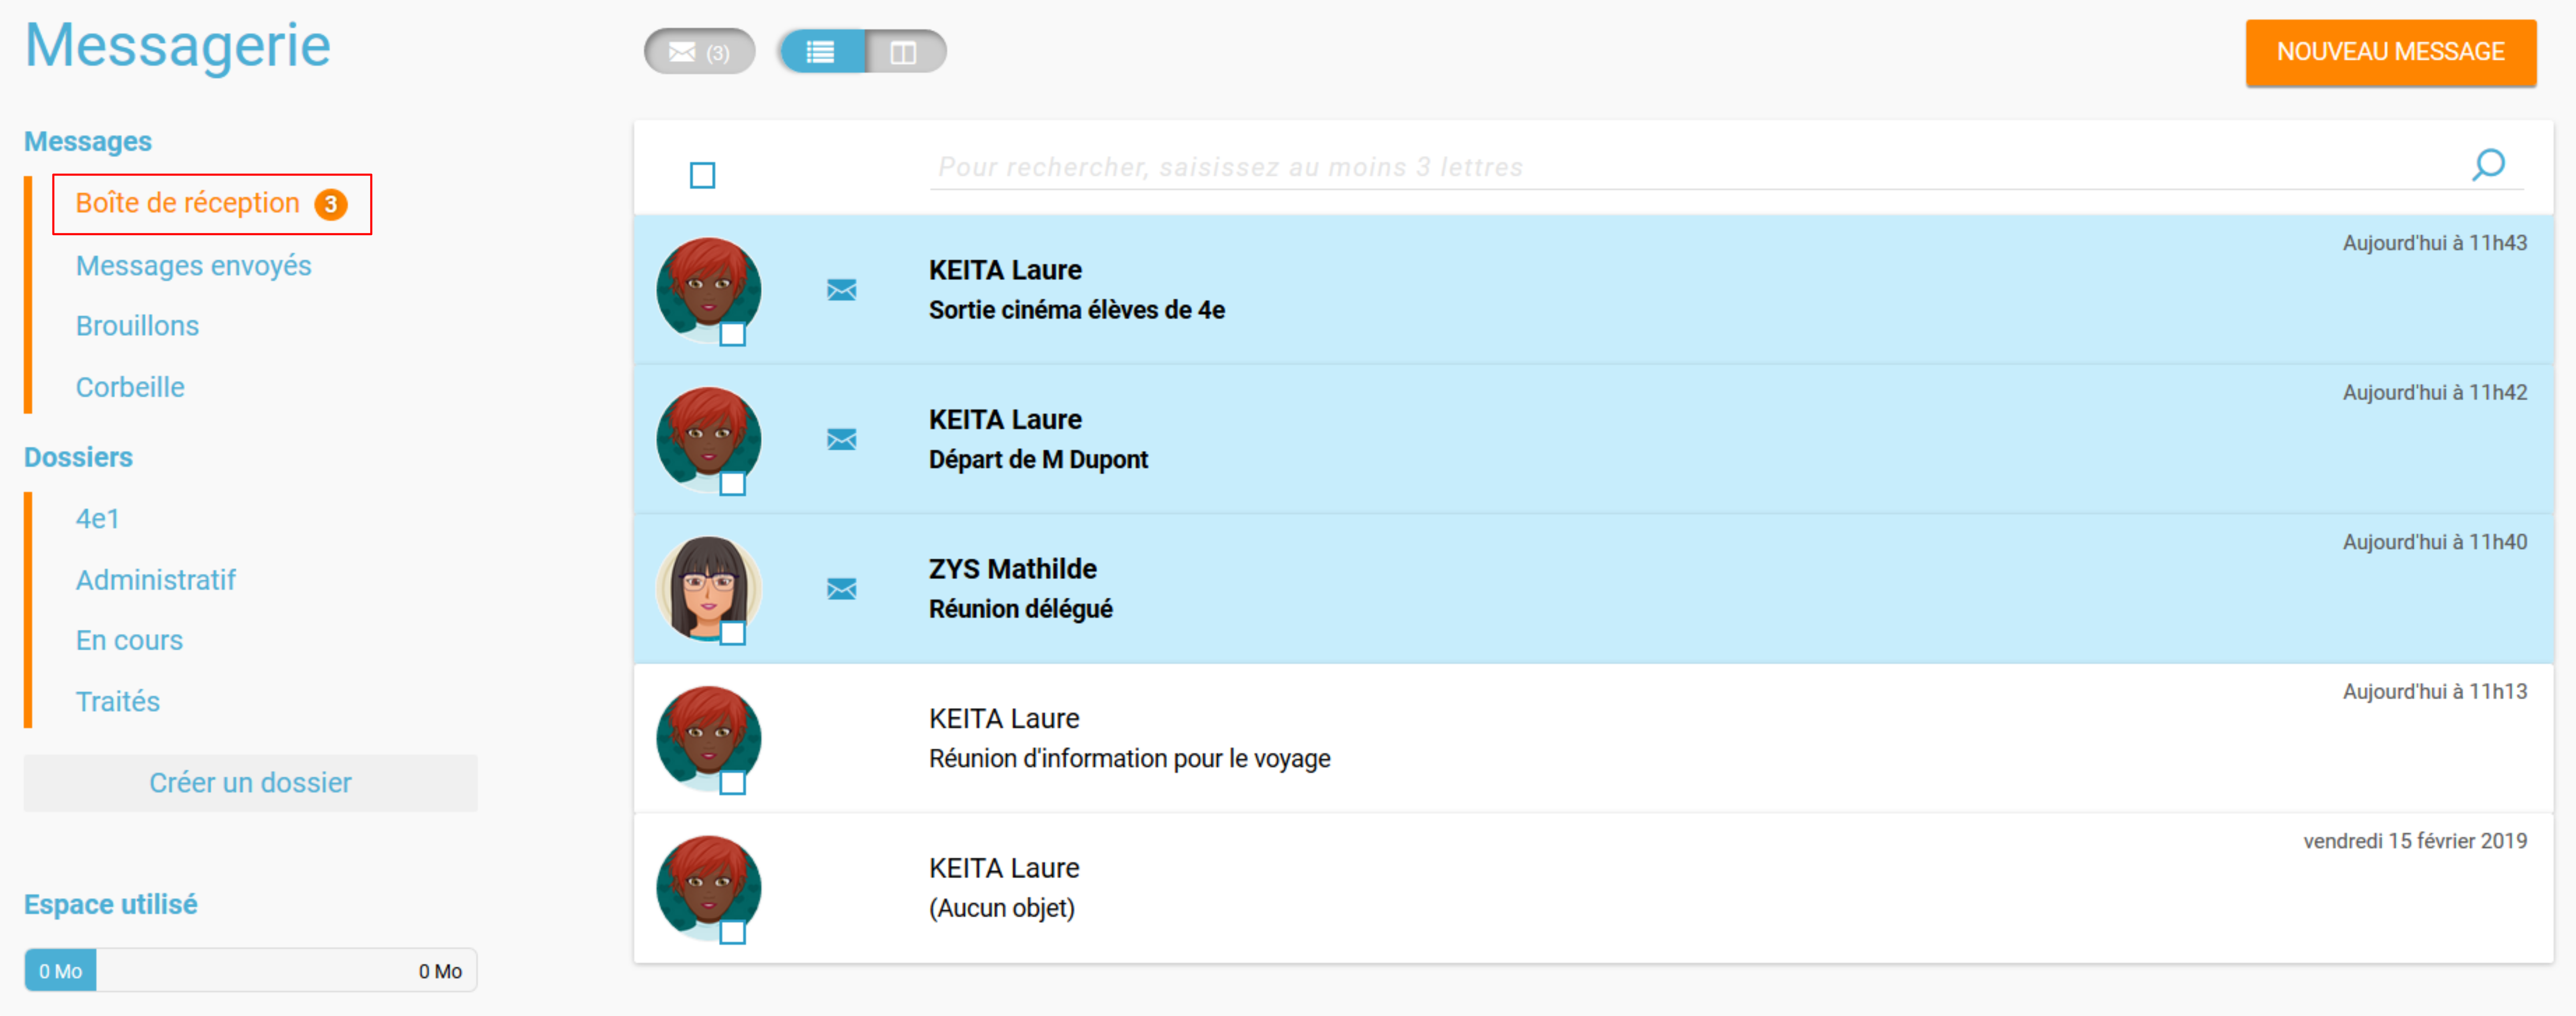 Messagerie
(3)
NOUVEAU MESSAGE
Messages
Boîte de réception 3
Messages envoyés
Brouillons
Corbeille
Dossiers
4e1
Administratif
En cours
Traités
Créer un dossier
Espace utilisé
0 Mo 0 Mo
Pour rechercher, saisissez au moins 3 lettres
Aujourd'hui à 11h43
KEITA Laure
Sortie cinéma élèves de 4e
Aujourd'hui à 11h42
KEITA Laure
Départ de M Dupont
Aujourd'hui à 11h40
ZYS Mathilde
Réunion délégué
Aujourd'hui à 11h13
KEITA Laure
Réunion d'information pour le voyage
vendredi 15 février 2019
KEITA Laure
(Aucun objet)